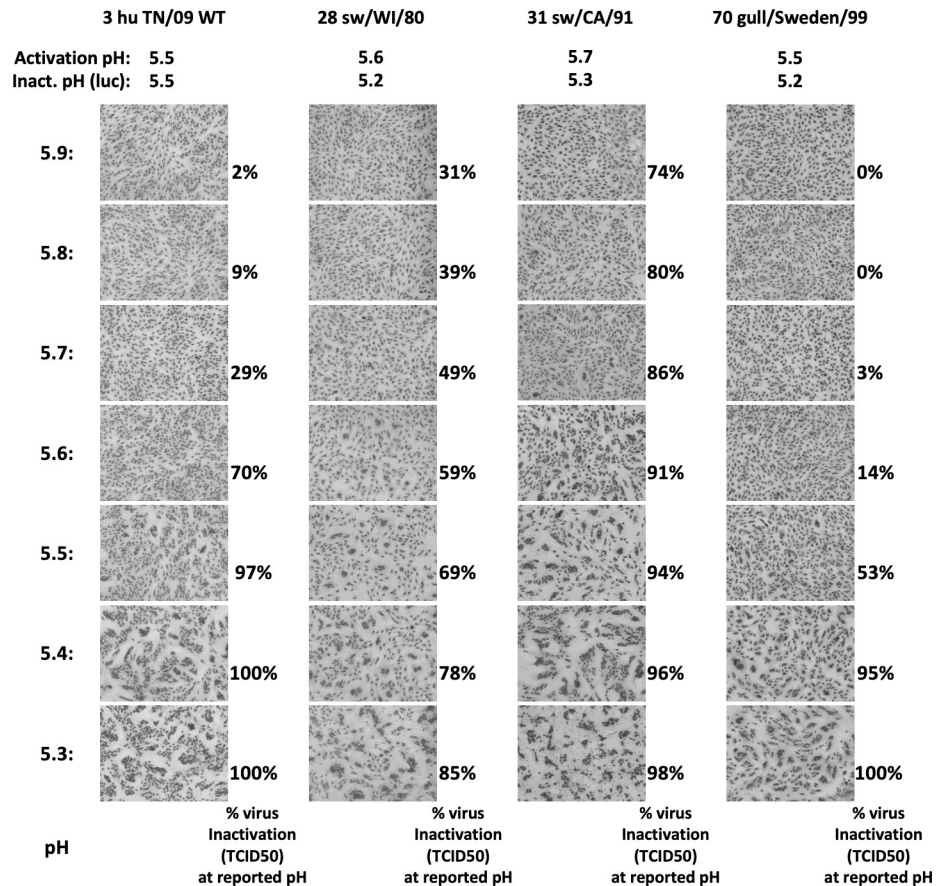 3 hu TN/09 WT 28 sw/WI/80 31 sw/CA/91 70 gull/Sweden/99
Activation pH: 5.5 5.6 5.7 5.5
Inact. pH (luc): 5.5 5.2 5.3 5.2
5.9: 2% 31% 74% 0%
5.8: 9% 39% 80% 0%
5.7: 29% 49% 86% 3%
5.6: 70% 59% 91% 14%
5.5: 97% 69% 94% 53%
5.4: 100% 78% 96% 95%
5.3: 100% 85% 98% 100%
pH
% virus % virus % virus % virus
Inactivation Inactivation Inactivation Inactivation
(TCID50) (TCID50) (TCID50) (TCID50)
at reported pH at reported pH at reported pH at reported pH